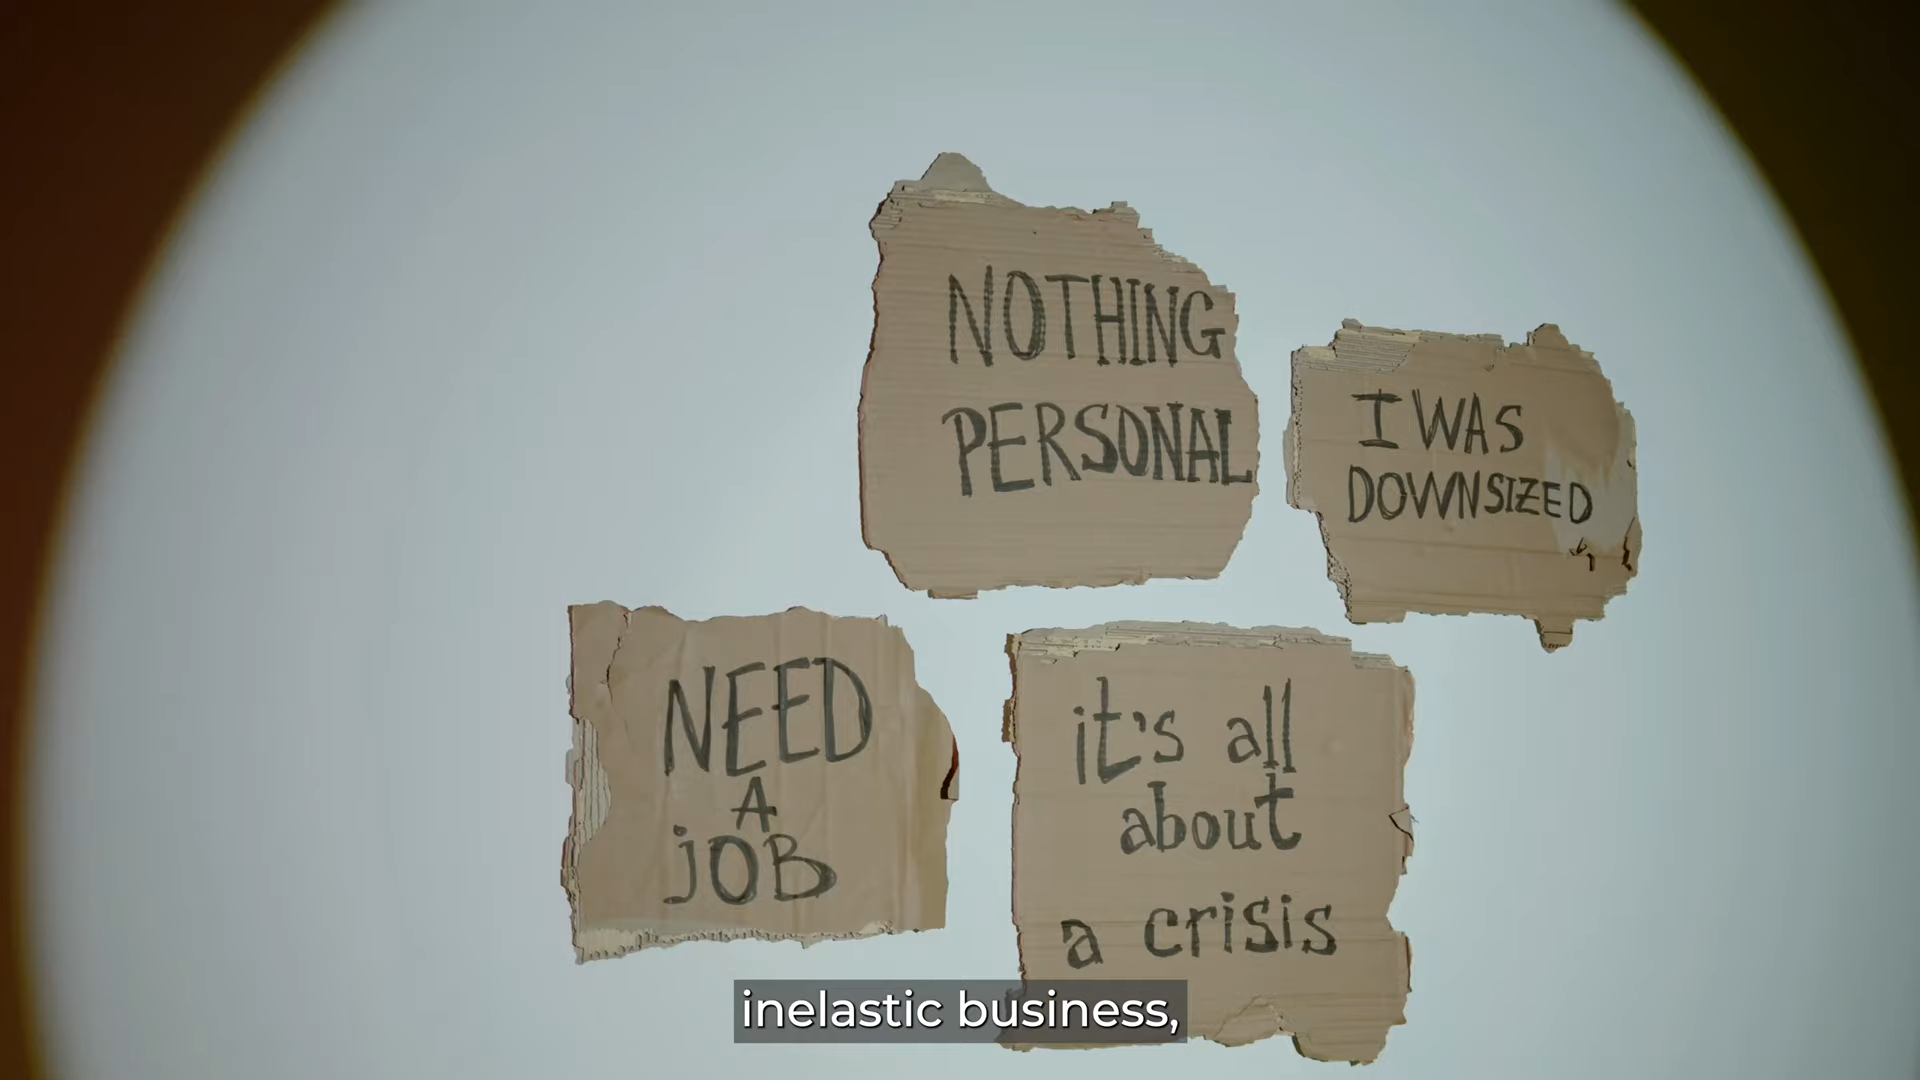 NOTHING
PERSONAL
I WAS
DOWNSIZED
NEED
A
jOB
it's all
about
a crisis
inelastic business,